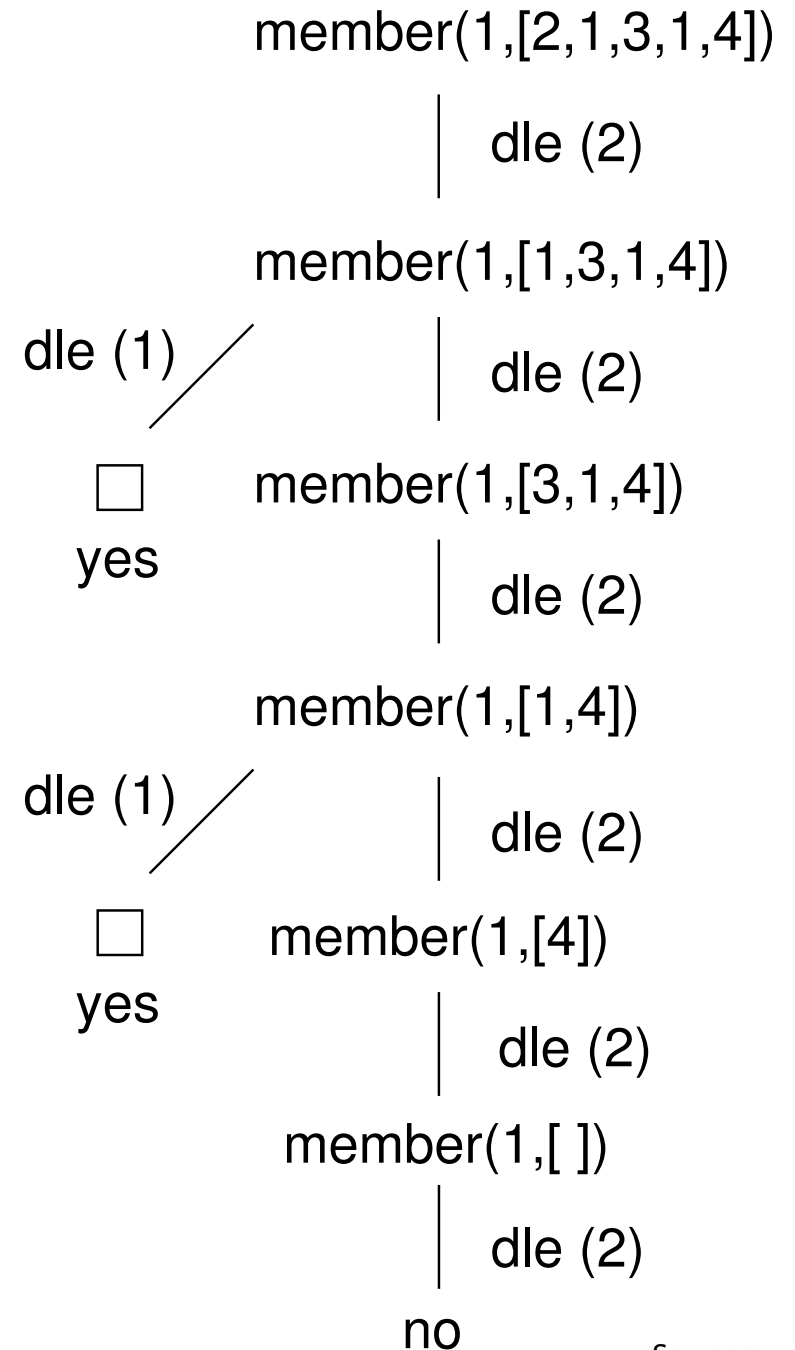 member(1,[2,1,3,1,4])
dle (2)
member(1,[1,3,1,4])
dle (1)
dle (2)
member(1,[3,1,4])
yes
dle (2)
member(1,[1,4])
dle (1)
dle (2)
member(1,[4])
yes
dle (2)
member(1,[ ])
dle (2)
no